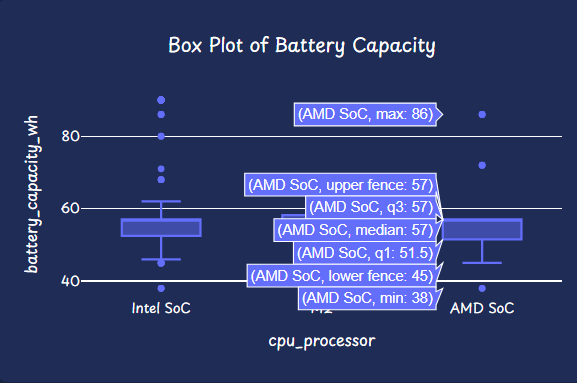 Box Plot of Battery Capacity
battery_capacity_wh
80
60
40
(AMD SoC, max: 86)
(AMD SoC, upper fence: 57)
(AMD SoC, q3: 57)
(AMD SoC, median: 57)
(AMD SoC, q1: 51.5)
(AMD SoC, lower fence: 45)
(AMD SoC, min: 38)
Intel SoC
AMD SoC
cpu_processor